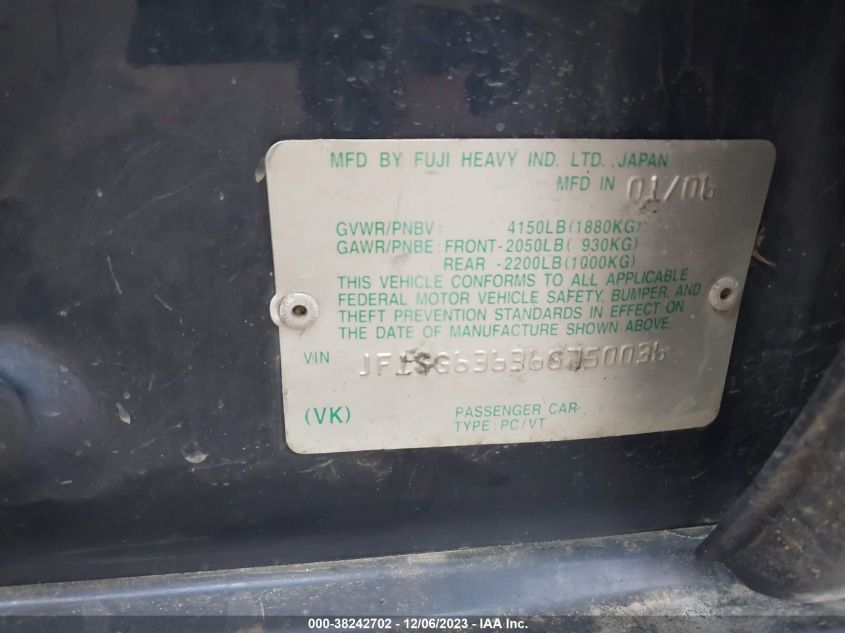 MFD BY FUJI HEAVY IND. LTD., JAPAN
MFD IN 01/06
GVWR/PNBV: 4150LB(1880KG)
GAWR/PNBE: FRONT-2050LB( 930KG)
REAR -2200LB(1000KG)
THIS VEHICLE CONFORMS TO ALL APPLICABLE
FEDERAL MOTOR VEHICLE SAFETY, BUMPER, AND
THEFT PREVENTION STANDARDS IN EFFECT ON
THE DATE OF MANUFACTURE SHOWN ABOVE.
VIN JF1SG63636G750036
(VK) PASSENGER CAR
TYPE: PC/VT
000-38242702 - 12/06/2023 - IAA Inc.